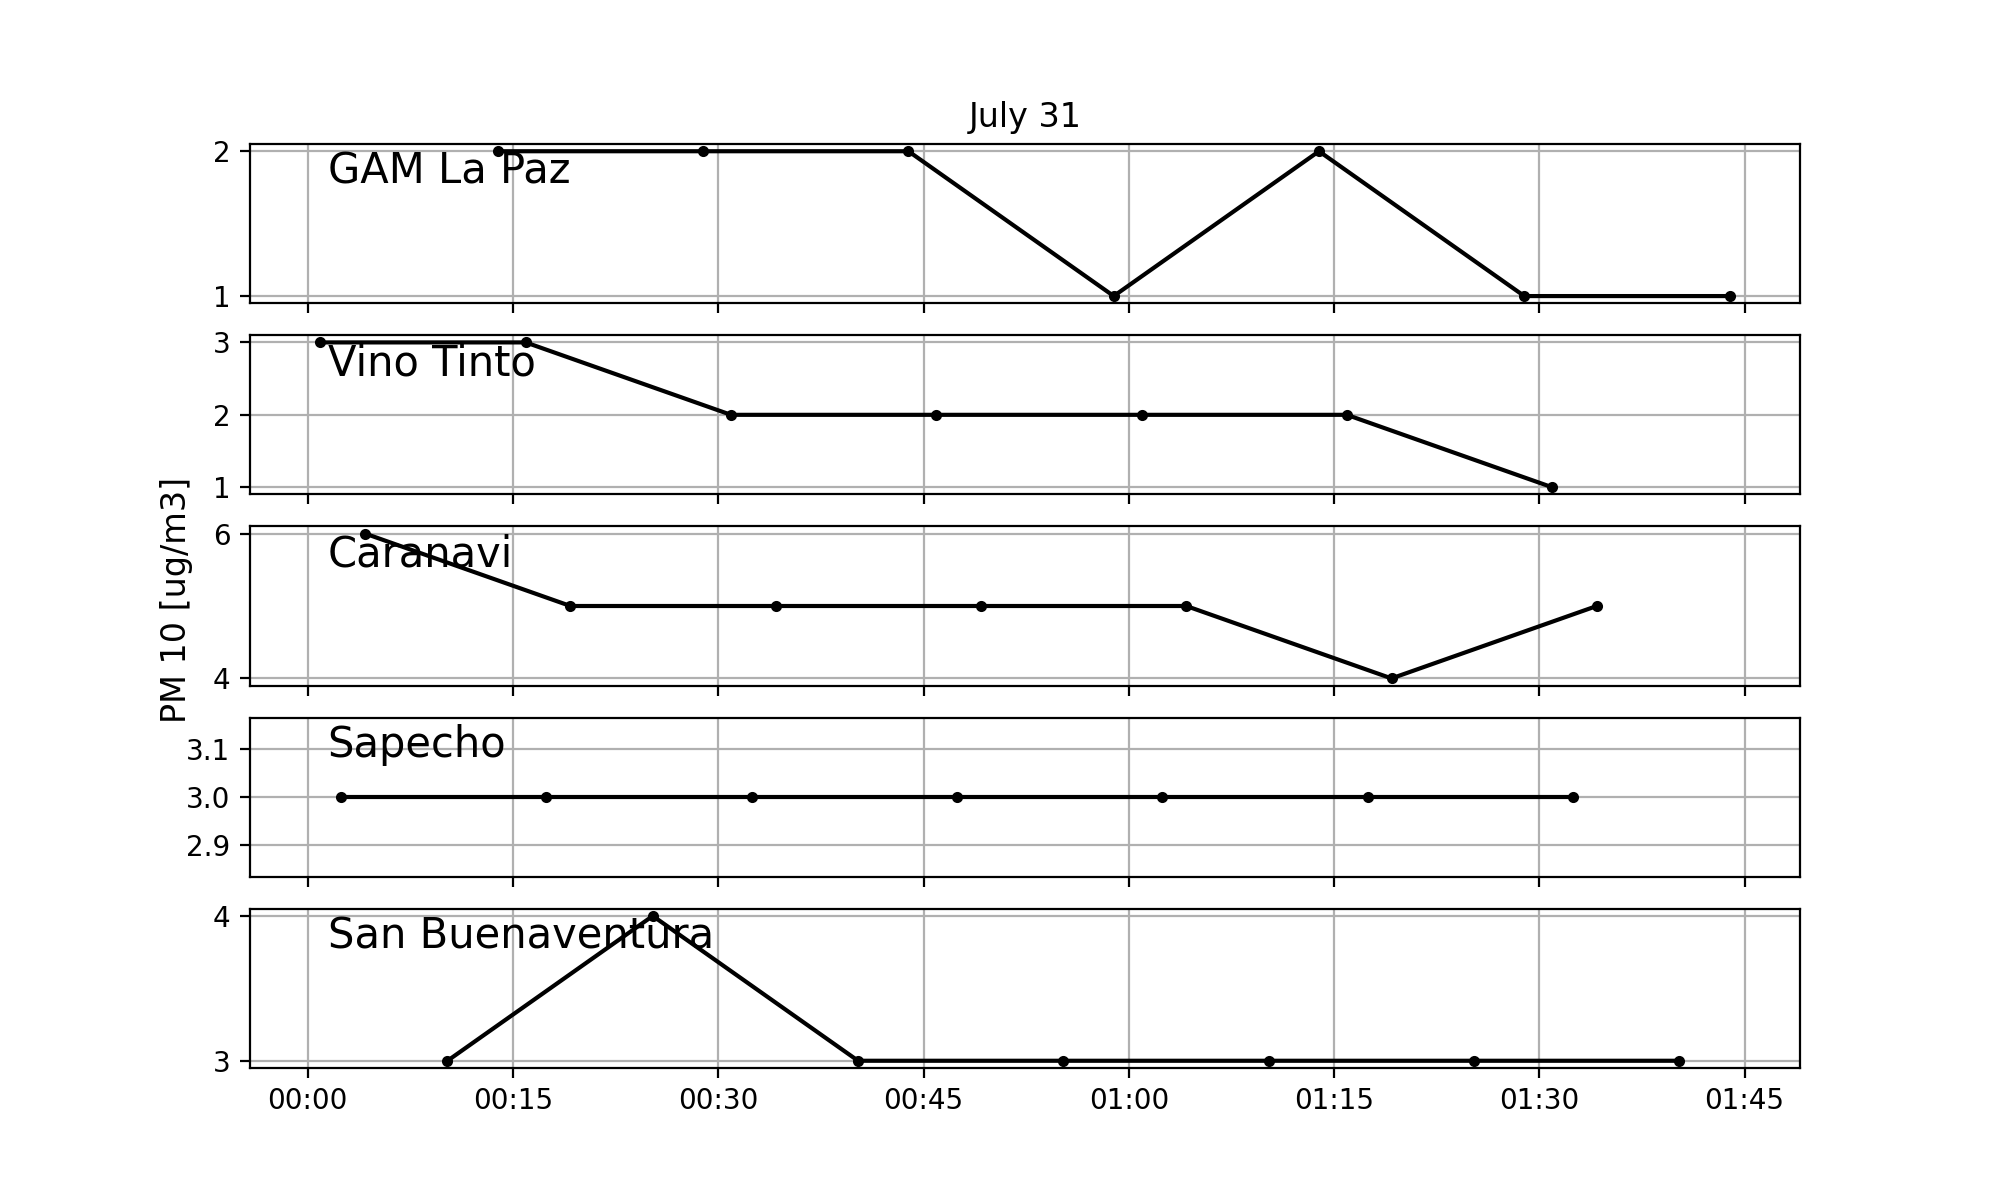 July 31
2
GAM La Paz
1
3
Vino Tinto
2
1
PM 10 [ug/m3]
6
Caranavi
4
Sapecho
3.1
3.0
2.9
4
San Buenaventura
3
00:00 00:15 00:30 00:45 01:00 01:15 01:30 01:45